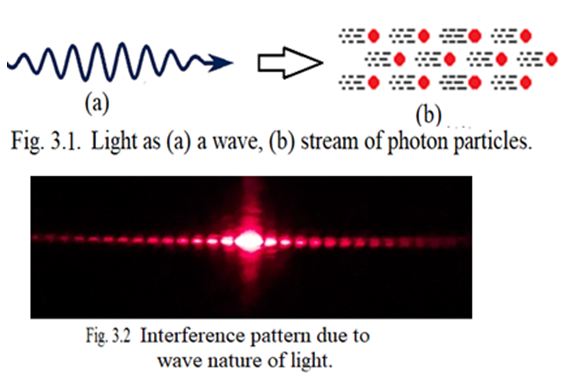 (a)
(b)
Fig. 3.1. Light as (a) a wave, (b) stream of photon particles.
Fig. 3.2 Interference pattern due to
wave nature of light.